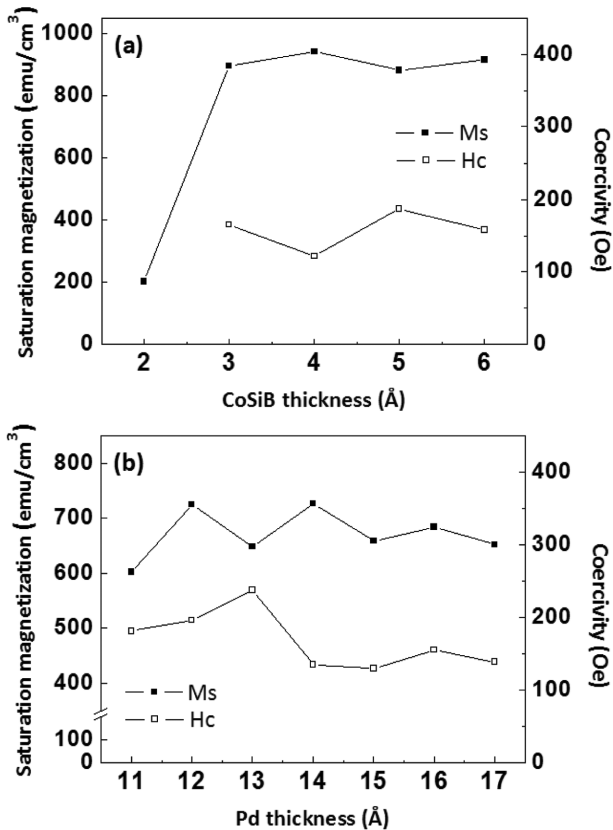 (a)
Saturation magnetization (emu/cm³)
1000
900
800
600
400
200
0
Ms
Hc
400
300
200
100
0
Coercivity (Oe)
2 3 4 5 6
CoSiB thickness (Å)
(b)
Saturation magnetization (emu/cm³)
800
700
600
500
400
100
0
Ms
Hc
400
300
200
100
0
Coercivity (Oe)
11 12 13 14 15 16 17
Pd thickness (Å)